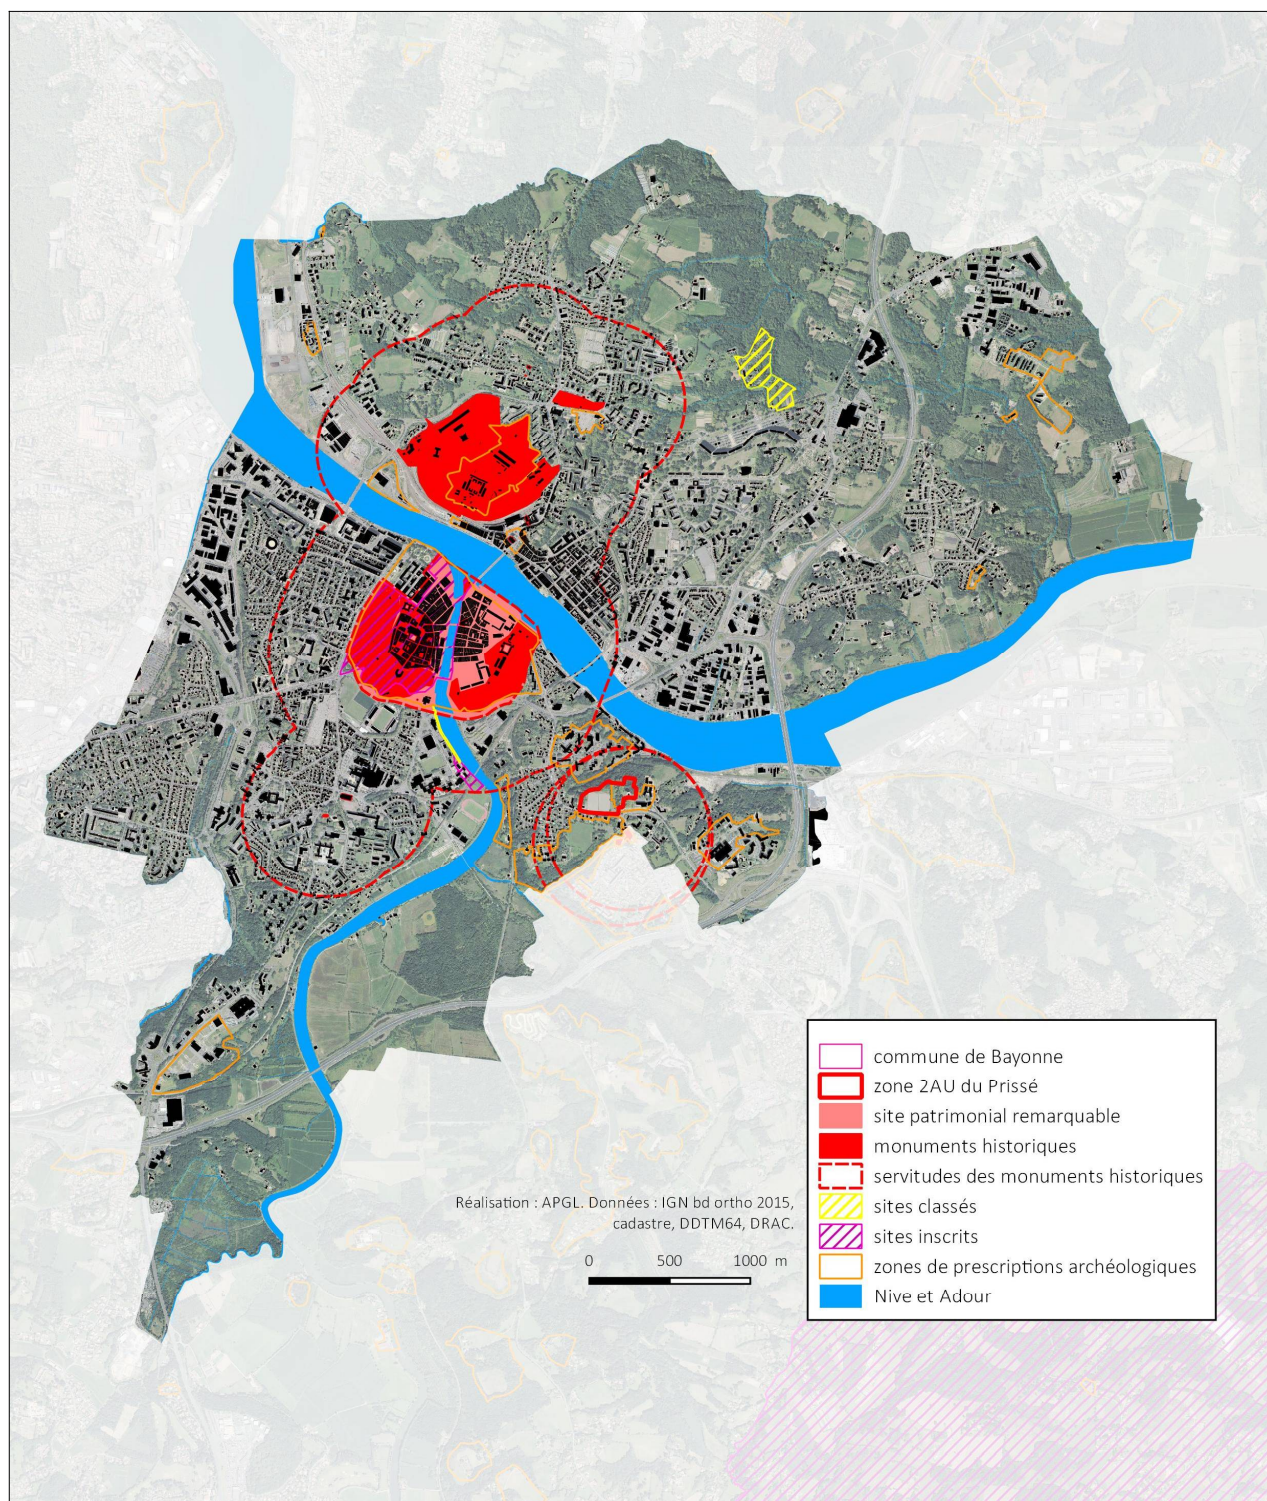 commune de Bayonne
zone 2AU du Prissé
site patrimonial remarquable
monuments historiques
servitudes des monuments historiques
sites classés
sites inscrits
zones de prescriptions archéologiques
Nive et Adour
Réalisation : APGL. Données : IGN bd ortho 2015,
cadastre, DDTM64, DRAC.
0 500 1000 m